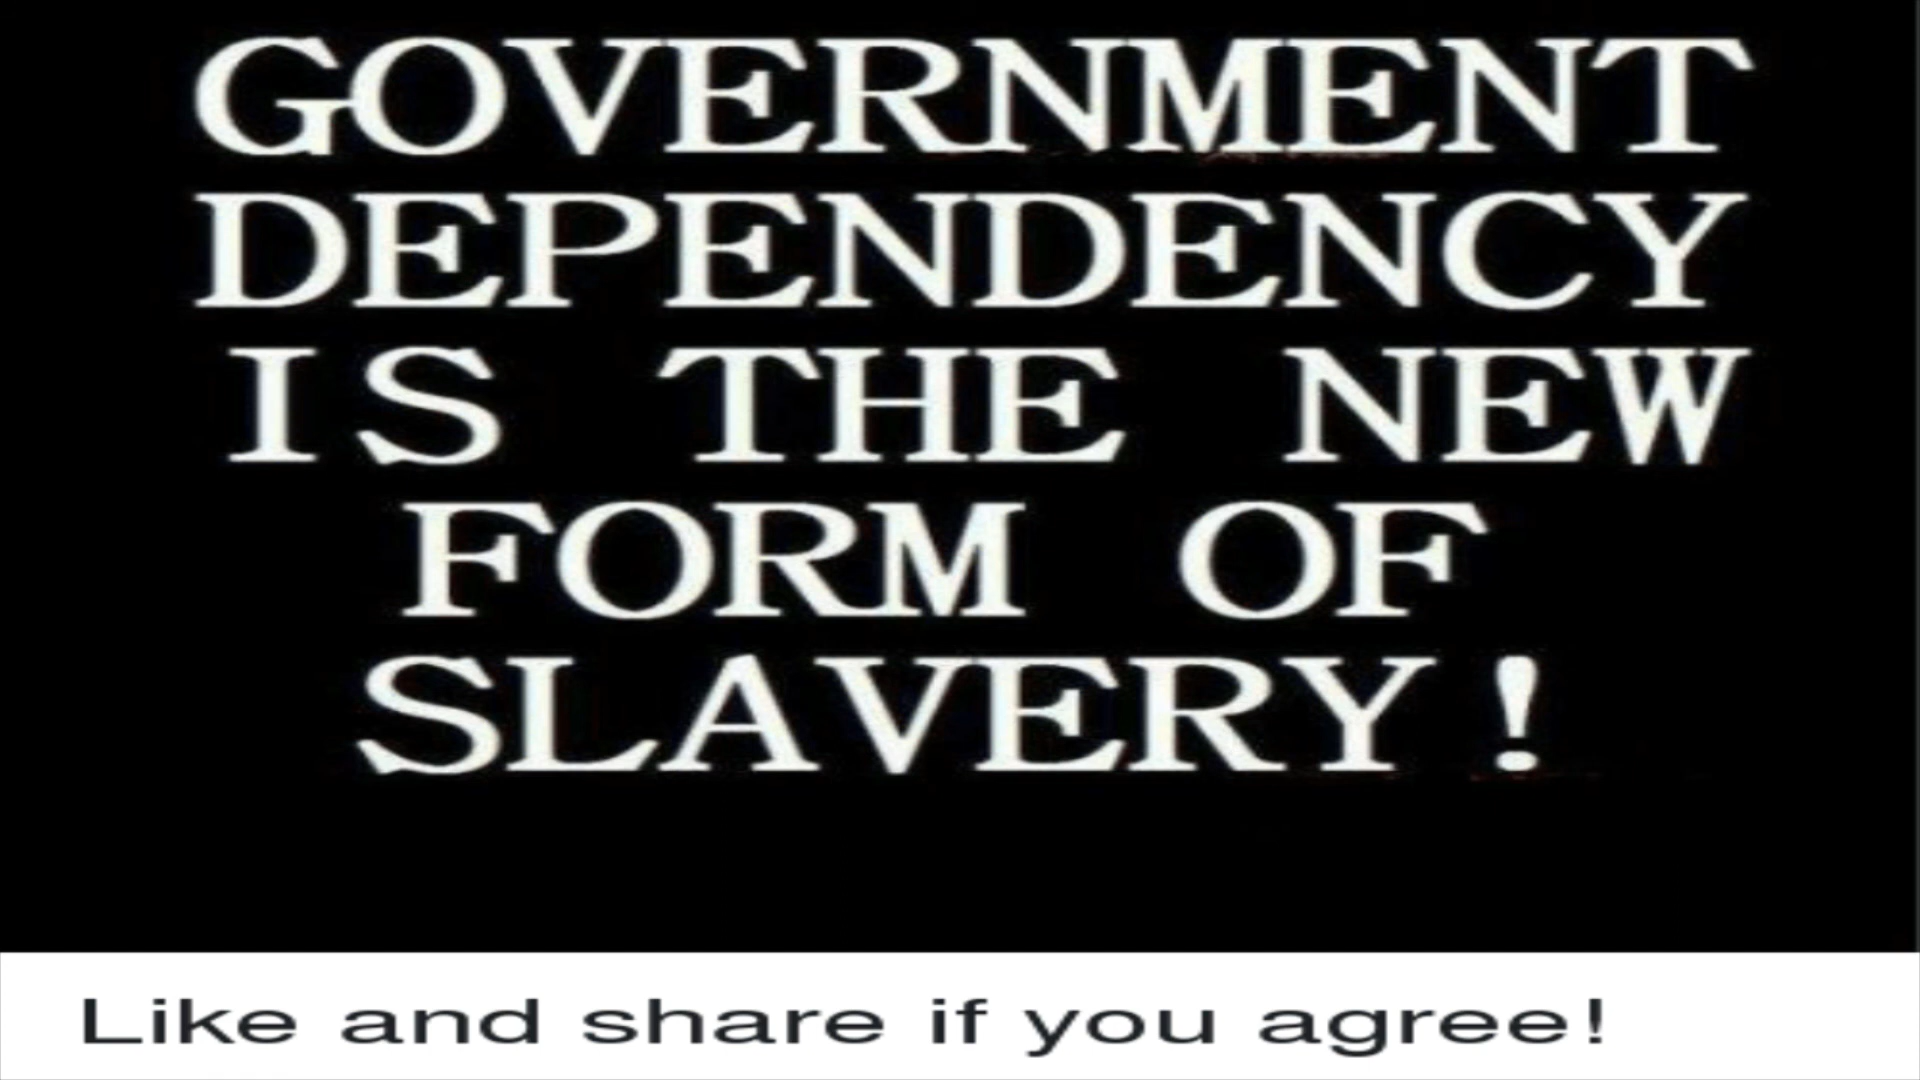 GOVERNMENT
DEPENDENCY
IS THE NEW
FORM OF
SLAVERY!
Like and share if you agree!